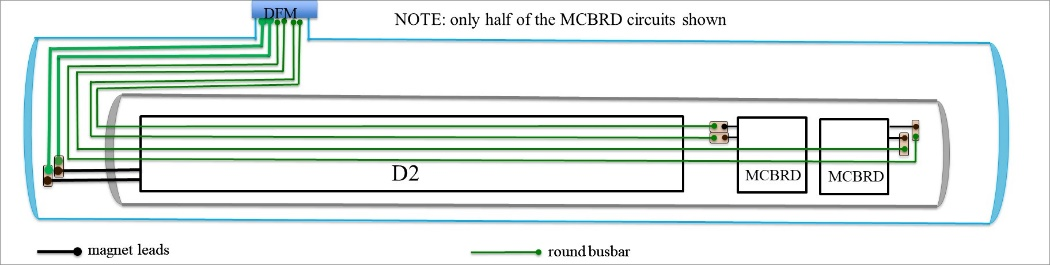 DFM
NOTE: only half of the MCBRD circuits shown
D2
MCBRD
MCBRD
magnet leads
round busbar